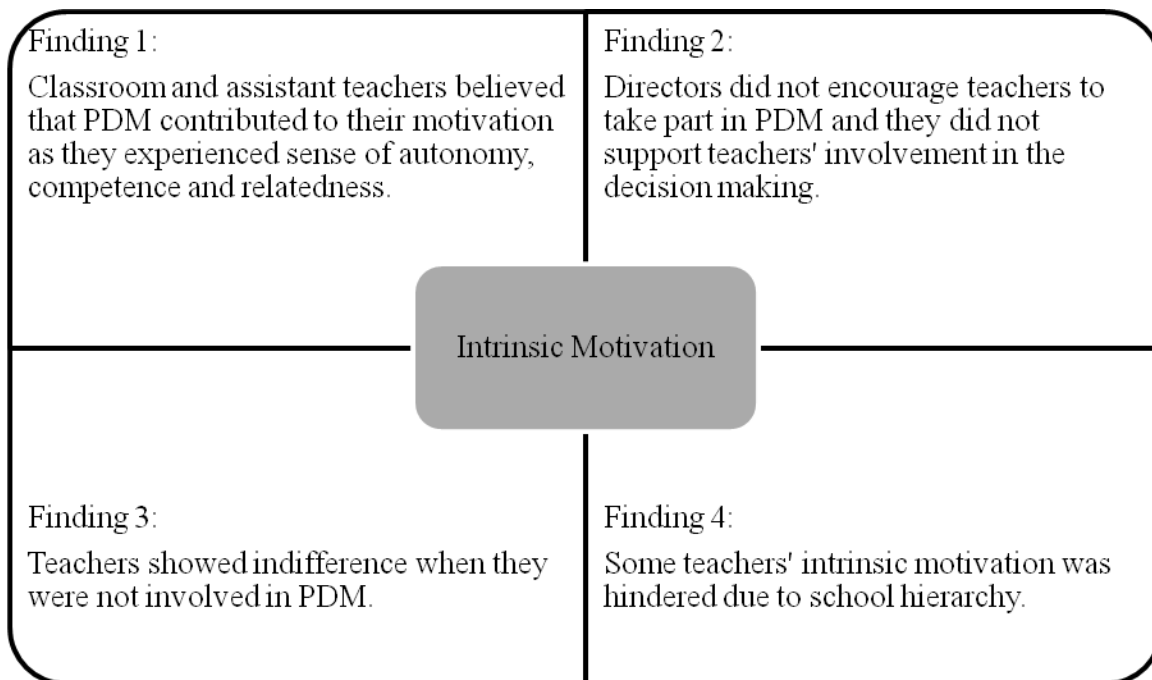 Finding 1:
Classroom and assistant teachers believed
that PDM contributed to their motivation
as they experienced sense of autonomy,
competence and relatedness.
Finding 2:
Directors did not encourage teachers to
take part in PDM and they did not
support teachers' involvement in the
decision making.
Intrinsic Motivation
Finding 3:
Teachers showed indifference when they
were not involved in PDM.
Finding 4:
Some teachers' intrinsic motivation was
hindered due to school hierarchy.